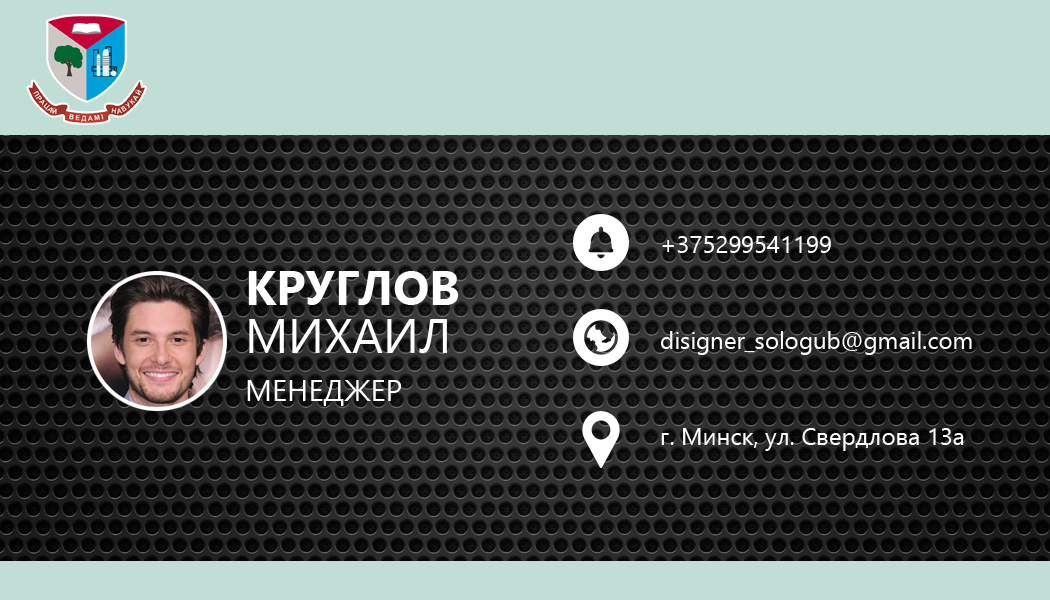 ПРАЦАЙ ВЕДАМІ НАВУКАЙ
КРУГЛОВ
МИХАИЛ
МЕНЕДЖЕР
+375299541199
disigner_sologub@gmail.com
г. Минск, ул. Свердлова 13а